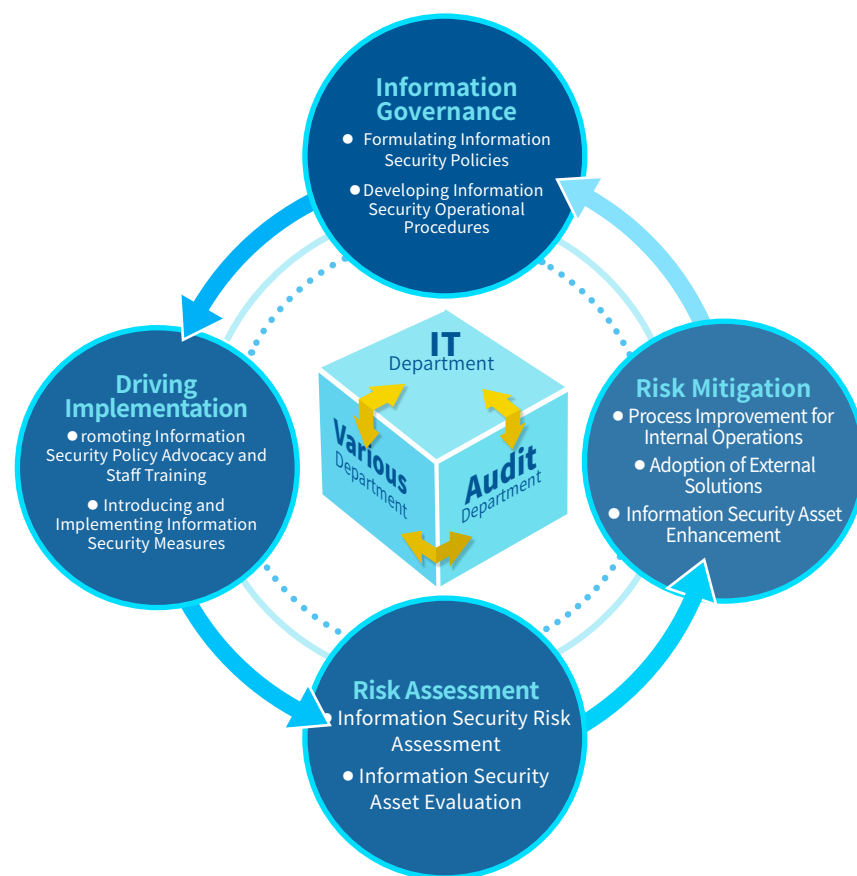 Information
Governance
● Formulating Information
Security Policies
● Developing Information
Security Operational
Procedures
Driving
Implementation
● romoting Information
Security Policy Advocacy and
Staff Training
● Introducing and
Implementing Information
Security Measures
IT
Department
Various
Department
Audit
Department
Risk Mitigation
● Process Improvement for
Internal Operations
● Adoption of External
Solutions
● Information Security Asset
Enhancement
Risk Assessment
● Information Security Risk
Assessment
● Information Security
Asset Evaluation